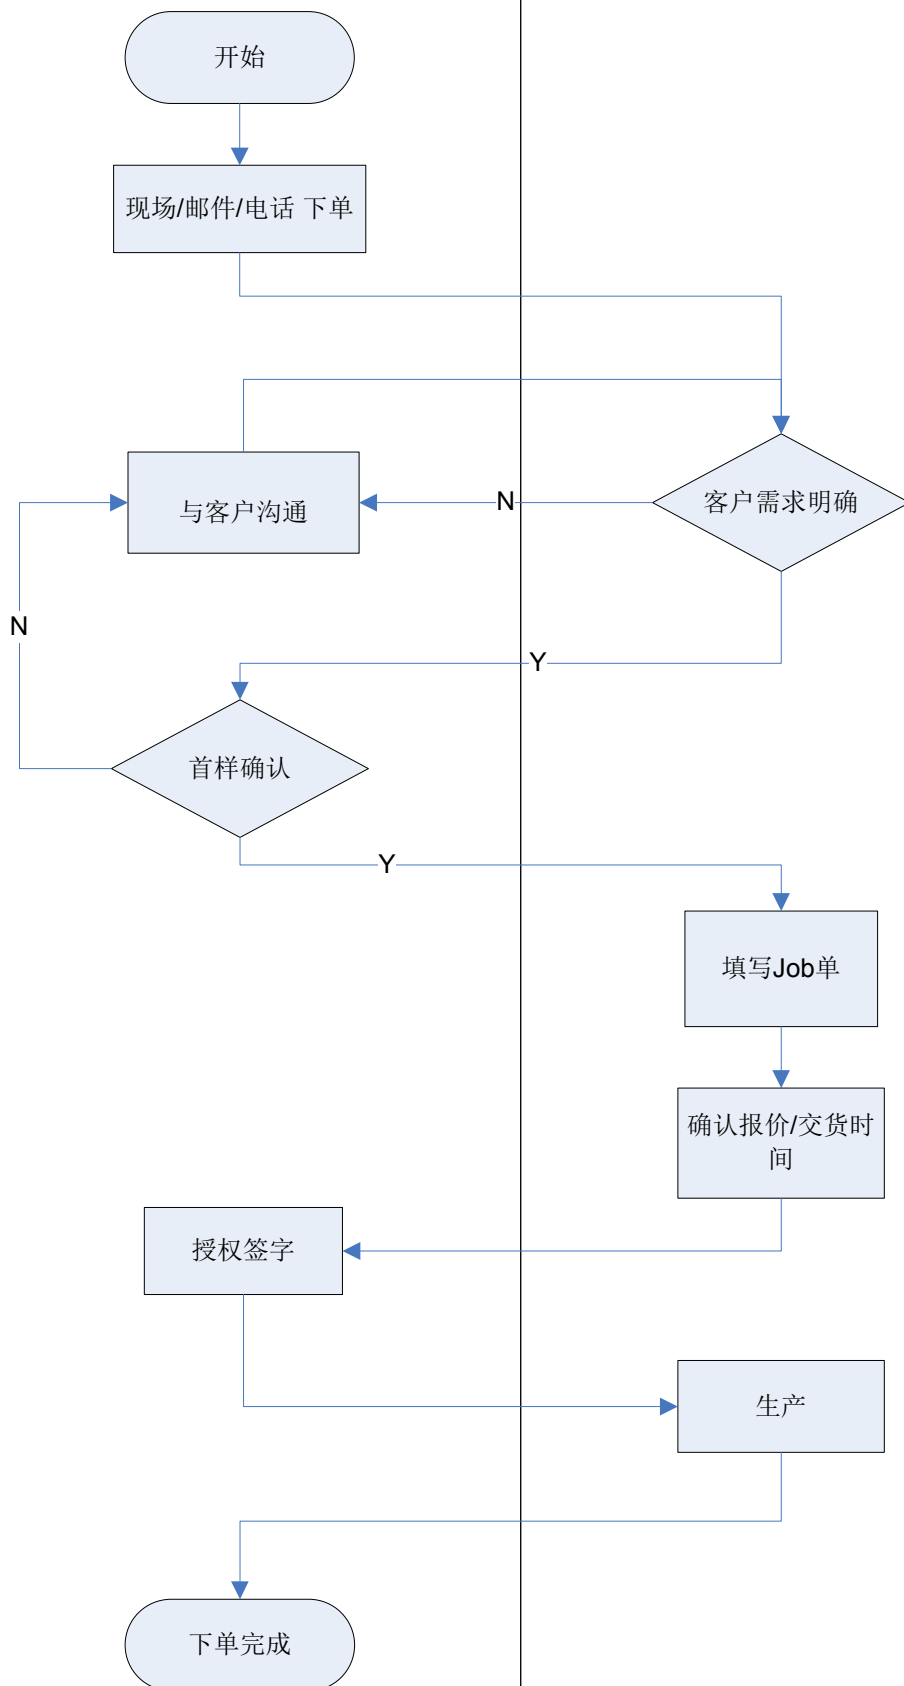 开始
现场/邮件/电话 下单
与客户沟通
N
客户需求明确
N
Y
首样确认
Y
填写Job单
确认报价/交货时
间
授权签字
生产
下单完成